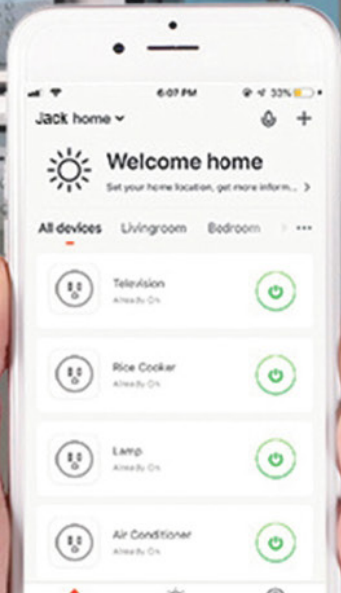 6:07 PM 33%
Jack home
Welcome home
Set your home location, get more inform...
All devices Livingroom Bedroom ...
Television
Already On
Rice Cooker
Already On
Lamp
Already On
Air Conditioner
Already On